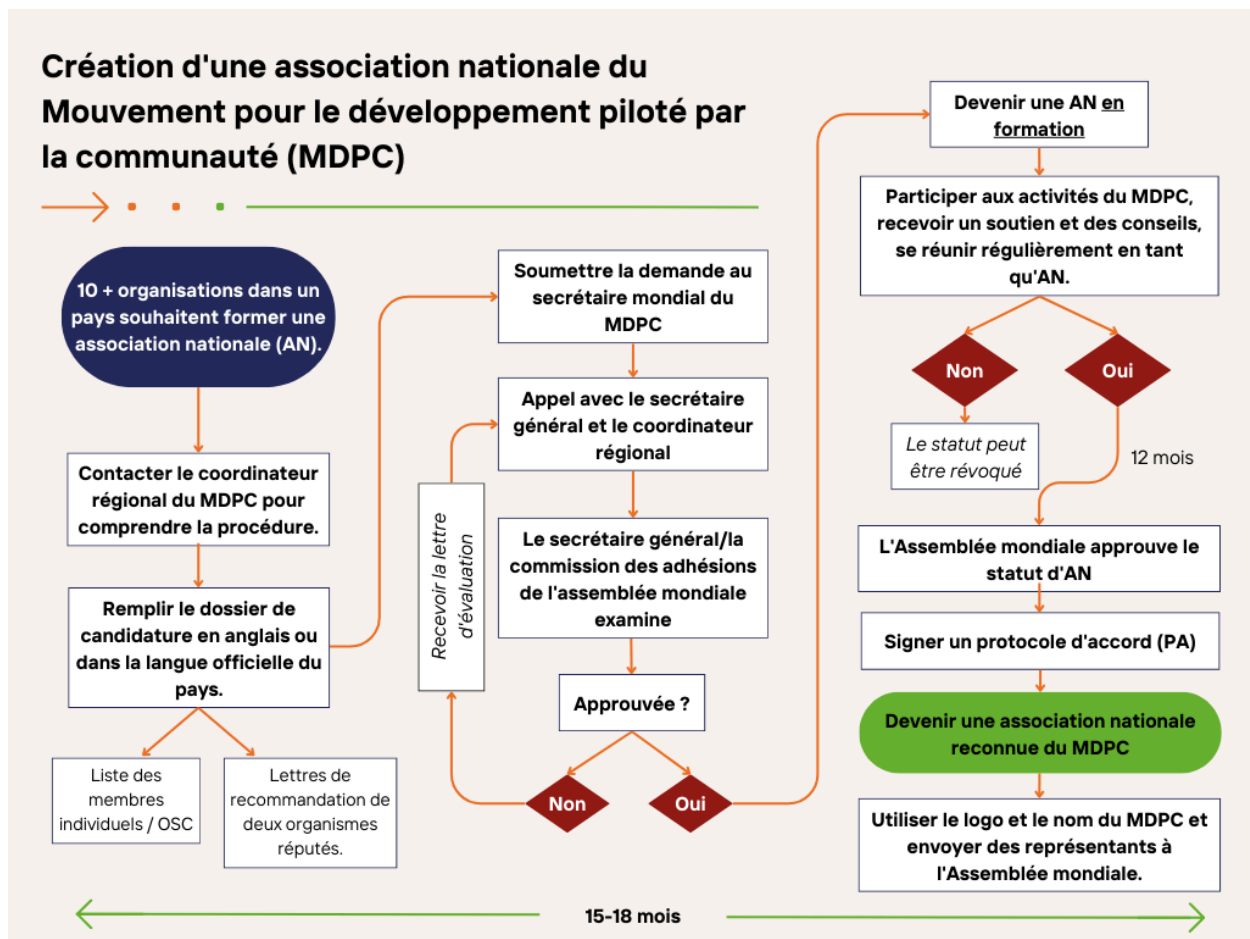 Création d'une association nationale du
Mouvement pour le développement piloté par
la communauté (MDPC)
10 + organisations dans un
pays souhaitent former une
association nationale (AN).
Contacter le coordinateur
régional du MDPC pour
comprendre la procédure.
Remplir le dossier de
candidature en anglais ou
dans la langue officielle du
pays.
Liste des
membres
individuels / OSC
Lettres de
recommandation de
deux organismes
réputés.
Soumettre la demande au
secrétaire mondial du
MDPC
Appel avec le secrétaire
général et le coordinateur
régional
Recevoir la lettre
d'évaluation
Le secrétaire général/la
commission des adhésions
de l'assemblée mondiale
examine
Approuvée ?
Non
Oui
Devenir une AN en
formation
Participer aux activités du MDPC,
recevoir un soutien et des conseils,
se réunir régulièrement en tant
qu'AN.
Non
Oui
Le statut peut
être révoqué
12 mois
L'Assemblée mondiale approuve le
statut d'AN
Signer un protocole d'accord (PA)
Devenir une association nationale
reconnue du MDPC
Utiliser le logo et le nom du MDPC et
envoyer des représentants à
l'Assemblée mondiale.
15-18 mois